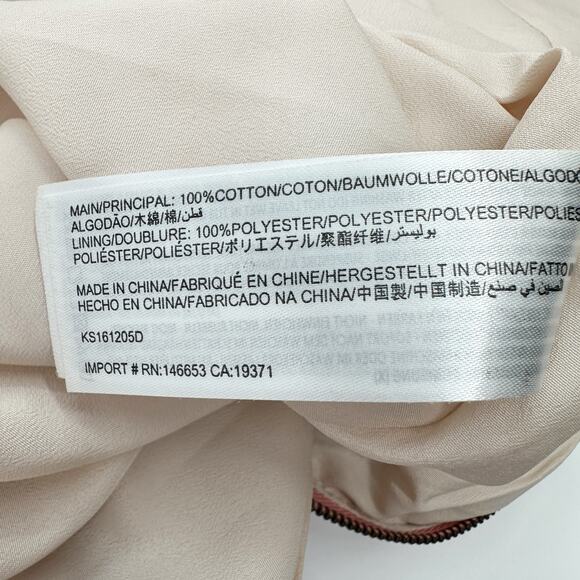 MAIN/PRINCIPAL: 100%COTTON/COTON/BAUMWOLLE/COTONE/ALGOD
ALGODÃO/木綿/棉/قطن
LINING/DOUBLURE: 100%POLYESTER/POLYESTER/POLYESTER/POLIES
POLIÉSTER/POLIÉSTER/ポリエステル/聚酯纤维/بوليستر
MADE IN CHINA/FABRIQUÉ EN CHINE/HERGESTELLT IN CHINA/FATTO
HECHO EN CHINA/FABRICADO NA CHINA/中国製/中国制造/صنع في الصين
KS161205D
IMPORT # RN:146653 CA:19371